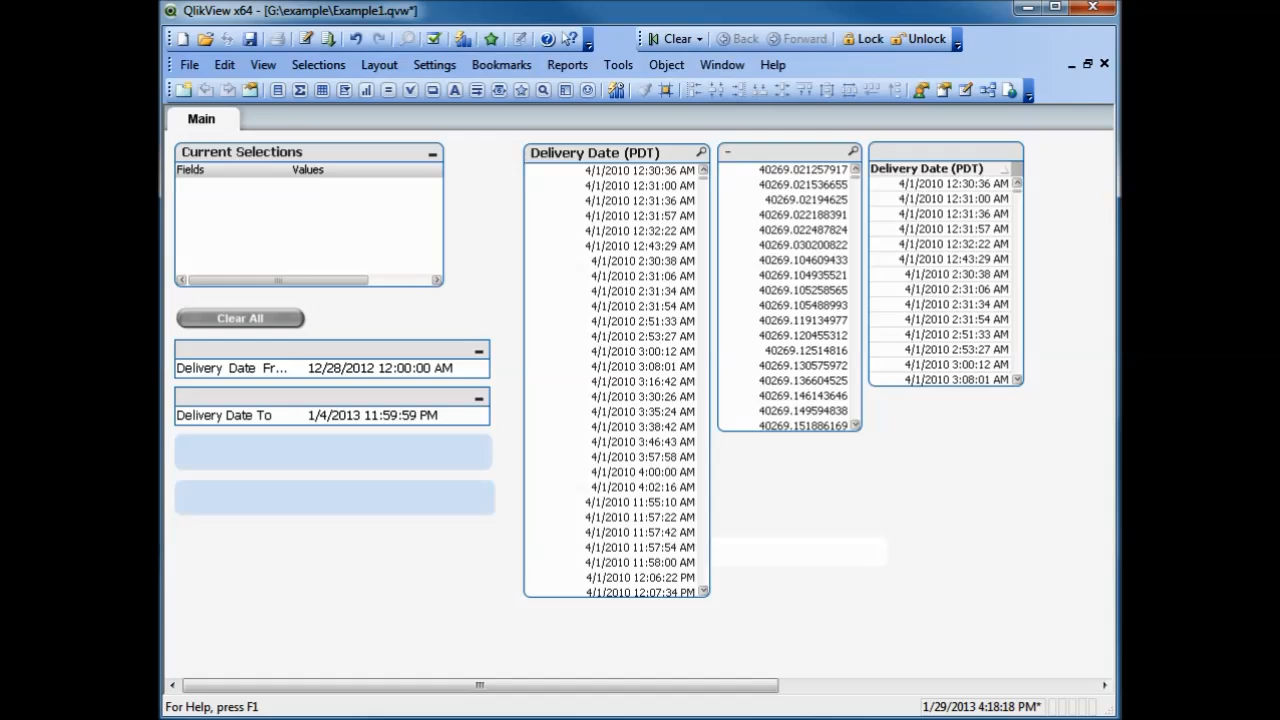 QlikView x64 - [G:\example\Example1.qvw*]
Clear Back Forward Lock Unlock
File Edit View Selections Layout Settings Bookmarks Reports Tools Object Window Help
Main
Current Selections
Fields Values
Clear All
Delivery Date Fr... 12/28/2012 12:00:00 AM
Delivery Date To 1/4/2013 11:59:59 PM
Delivery Date (PDT)
4/1/2010 12:30:36 AM
4/1/2010 12:31:00 AM
4/1/2010 12:31:36 AM
4/1/2010 12:31:57 AM
4/1/2010 12:32:22 AM
4/1/2010 12:43:29 AM
4/1/2010 2:30:38 AM
4/1/2010 2:31:06 AM
4/1/2010 2:31:34 AM
4/1/2010 2:31:54 AM
4/1/2010 2:51:33 AM
4/1/2010 2:53:27 AM
4/1/2010 3:00:12 AM
4/1/2010 3:08:01 AM
4/1/2010 3:16:42 AM
4/1/2010 3:30:26 AM
4/1/2010 3:35:24 AM
4/1/2010 3:38:42 AM
4/1/2010 3:46:43 AM
4/1/2010 3:57:58 AM
4/1/2010 4:00:00 AM
4/1/2010 4:02:16 AM
4/1/2010 11:55:10 AM
4/1/2010 11:57:22 AM
4/1/2010 11:57:42 AM
4/1/2010 11:57:54 AM
4/1/2010 11:58:00 AM
4/1/2010 12:06:22 PM
4/1/2010 12:07:34 PM
-
40269.021257917
40269.021536655
40269.02194625
40269.022188391
40269.022487824
40269.030200822
40269.104609433
40269.104935521
40269.105258565
40269.105488993
40269.119134977
40269.120455312
40269.12514816
40269.130575972
40269.136604525
40269.146143646
40269.149594838
40269.151886169
Delivery Date (PDT)
4/1/2010 12:30:36 AM
4/1/2010 12:31:00 AM
4/1/2010 12:31:36 AM
4/1/2010 12:31:57 AM
4/1/2010 12:32:22 AM
4/1/2010 12:43:29 AM
4/1/2010 2:30:38 AM
4/1/2010 2:31:06 AM
4/1/2010 2:31:34 AM
4/1/2010 2:31:54 AM
4/1/2010 2:51:33 AM
4/1/2010 2:53:27 AM
4/1/2010 3:00:12 AM
4/1/2010 3:08:01 AM
For Help, press F1
1/29/2013 4:18:18 PM*